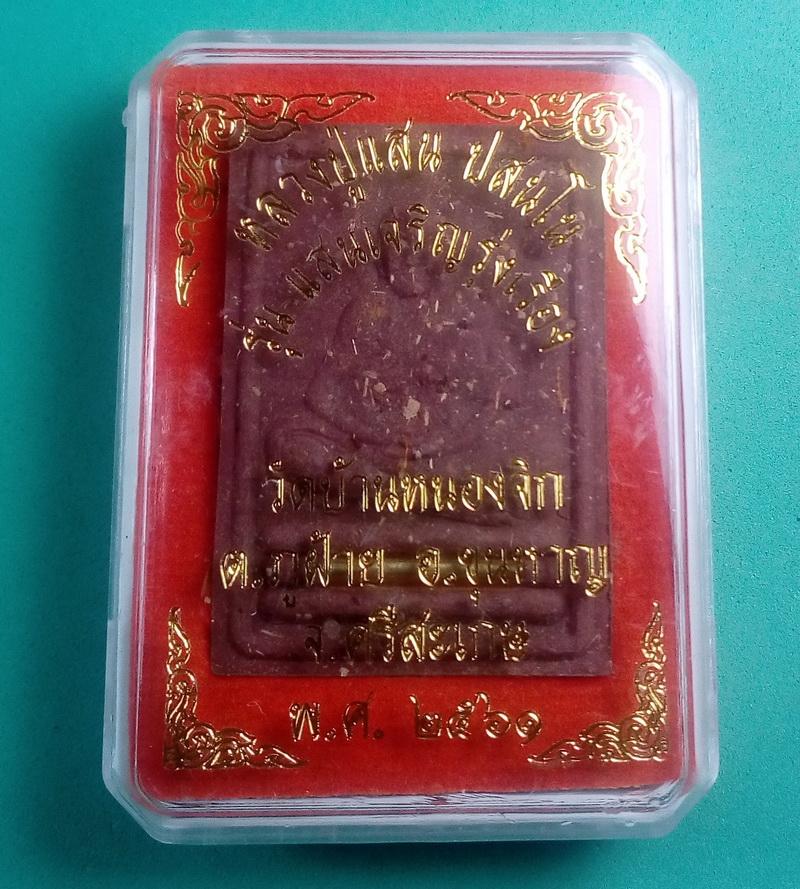 หลวงปู่แสน ปสนฺโน
รุ่น แสนเจริญรุ่งเรือง
วัดบ้านหนองจิก
ต.ภูฝ้าย อ.ขุนหาญ
จ.ศรีสะเกษ
พ.ศ. ๒๕๖๑